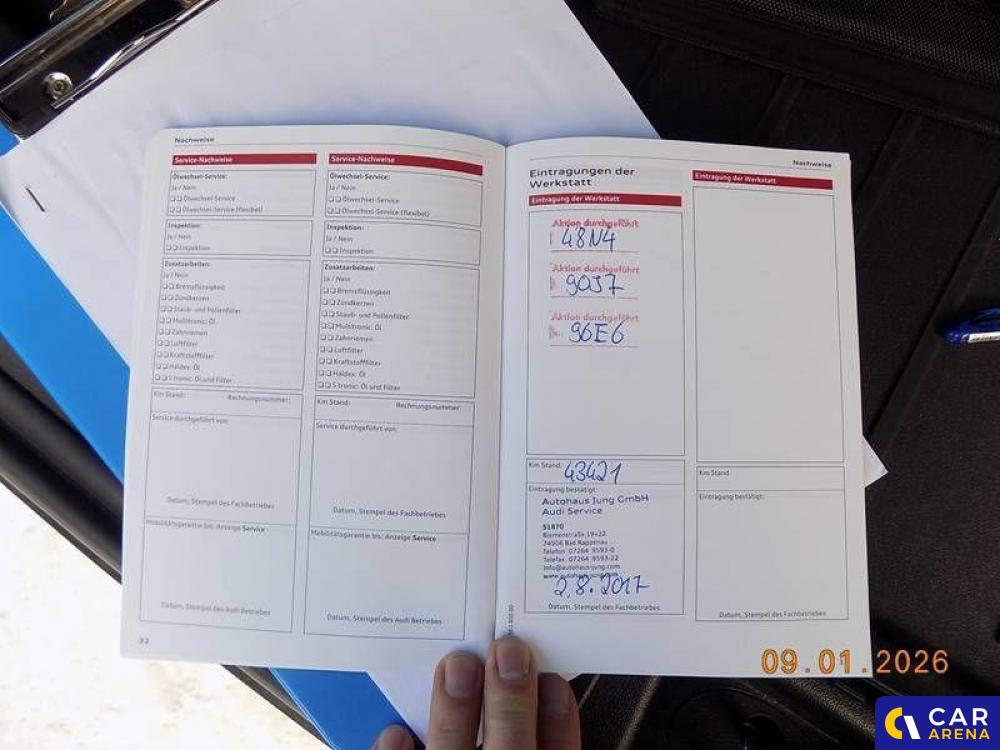 Nachweise
Service-Nachweise
Ölwechsel-Service:
Ja / Nein
Ölwechsel-Service
Ölwechsel-Service (flexibel)
Inspektion:
Ja / Nein
Inspektion
Zusatzarbeiten:
Ja / Nein
Bremsflüssigkeit
Zündkerzen
Staub- und Pollenfilter
Multitronic: Öl
Zahnriemen
Luftfilter
Kraftstofffilter
Haldex: Öl
S tronic: Öl und Filter
Km Stand: Rechnungsnummer:
Service durchgeführt von:
Datum, Stempel des Fachbetriebes
Mobilitätsgarantie bis: Anzeige Service
Datum, Stempel des Audi Betriebes
32
Service-Nachweise
Ölwechsel-Service:
Ja / Nein
Ölwechsel-Service
Ölwechsel-Service (flexibel)
Inspektion:
Ja / Nein
Inspektion
Zusatzarbeiten:
Ja / Nein
Bremsflüssigkeit
Zündkerzen
Staub- und Pollenfilter
Multitronic: Öl
Zahnriemen
Luftfilter
Kraftstofffilter
Haldex: Öl
S tronic: Öl und Filter
Km Stand: Rechnungsnummer:
Service durchgeführt von:
Datum, Stempel des Fachbetriebes
Mobilitätsgarantie bis: Anzeige Service
Datum, Stempel des Audi Betriebes
Nachweise
Eintragungen der
Werkstatt
Eintragung der Werkstatt
Aktion durchgeführt
48N4
Aktion durchgeführt
90J7
Aktion durchgeführt
96E6
Km Stand: 43421
Eintragung bestätigt:
Autohaus Jung GmbH
Audi Service
51870
74906 Bad Rappenau
Telefon 07264 9593-0
Telefax 07264 9593-22
info@autohaus-jung.com
www.autohaus-jung.com
2.8.2017
Datum, Stempel des Fachbetriebes
Eintragung der Werkstatt
Km Stand
Eintragung bestätigt:
Datum, Stempel des Fachbetriebes
09.01.2026
CAR
ARENA